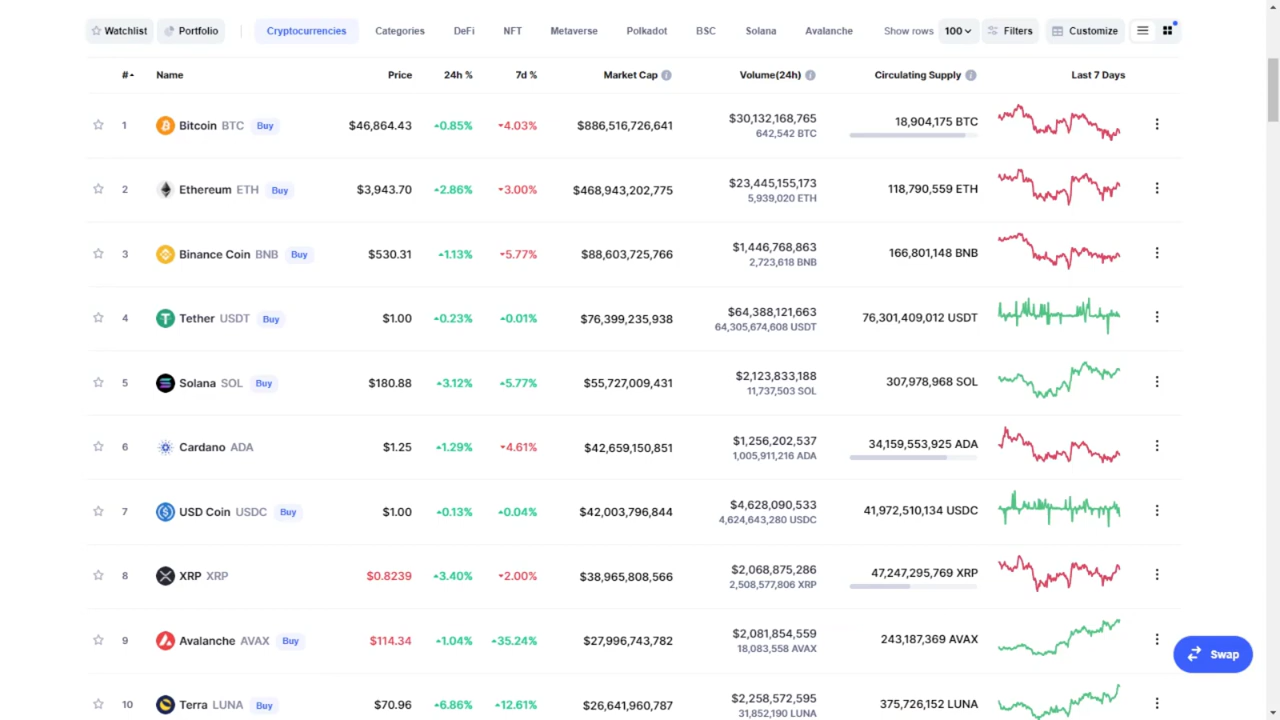 Watchlist Portfolio Cryptocurrencies Categories DeFi NFT Metaverse Polkadot BSC Solana Avalanche Show rows 100 Filters Customize
# Name Price 24h % 7d % Market Cap Volume(24h) Circulating Supply Last 7 Days
1 Bitcoin BTC Buy $46,864.43 0.85% 4.03% $886,516,726,641 $30,132,168,765 18,904,175 BTC
642,542 BTC
2 Ethereum ETH Buy $3,943.70 2.86% 3.00% $468,943,202,775 $23,445,155,173 118,790,559 ETH
5,939,020 ETH
3 Binance Coin BNB Buy $530.31 1.13% 5.77% $88,603,725,766 $1,446,768,863 166,801,148 BNB
2,723,618 BNB
4 Tether USDT Buy $1.00 0.23% 0.01% $76,399,235,938 $64,388,121,663 76,301,409,012 USDT
64,305,674,608 USDT
5 Solana SOL Buy $180.88 3.12% 5.77% $55,727,009,431 $2,123,833,188 307,978,968 SOL
11,737,503 SOL
6 Cardano ADA $1.25 1.29% 4.61% $42,659,150,851 $1,256,202,537 34,159,553,925 ADA
1,005,911,216 ADA
7 USD Coin USDC Buy $1.00 0.13% 0.04% $42,003,796,844 $4,628,090,533 41,972,510,134 USDC
4,624,643,280 USDC
8 XRP XRP $0.8239 3.40% 2.00% $38,965,808,566 $2,068,875,286 47,247,295,769 XRP
2,508,577,806 XRP
9 Avalanche AVAX Buy $114.34 1.04% 35.24% $27,996,743,782 $2,081,854,559 243,187,369 AVAX
18,083,558 AVAX
Swap
10 Terra LUNA Buy $70.96 6.86% 12.61% $26,641,960,787 $2,258,572,595 375,726,152 LUNA
31,852,190 LUNA